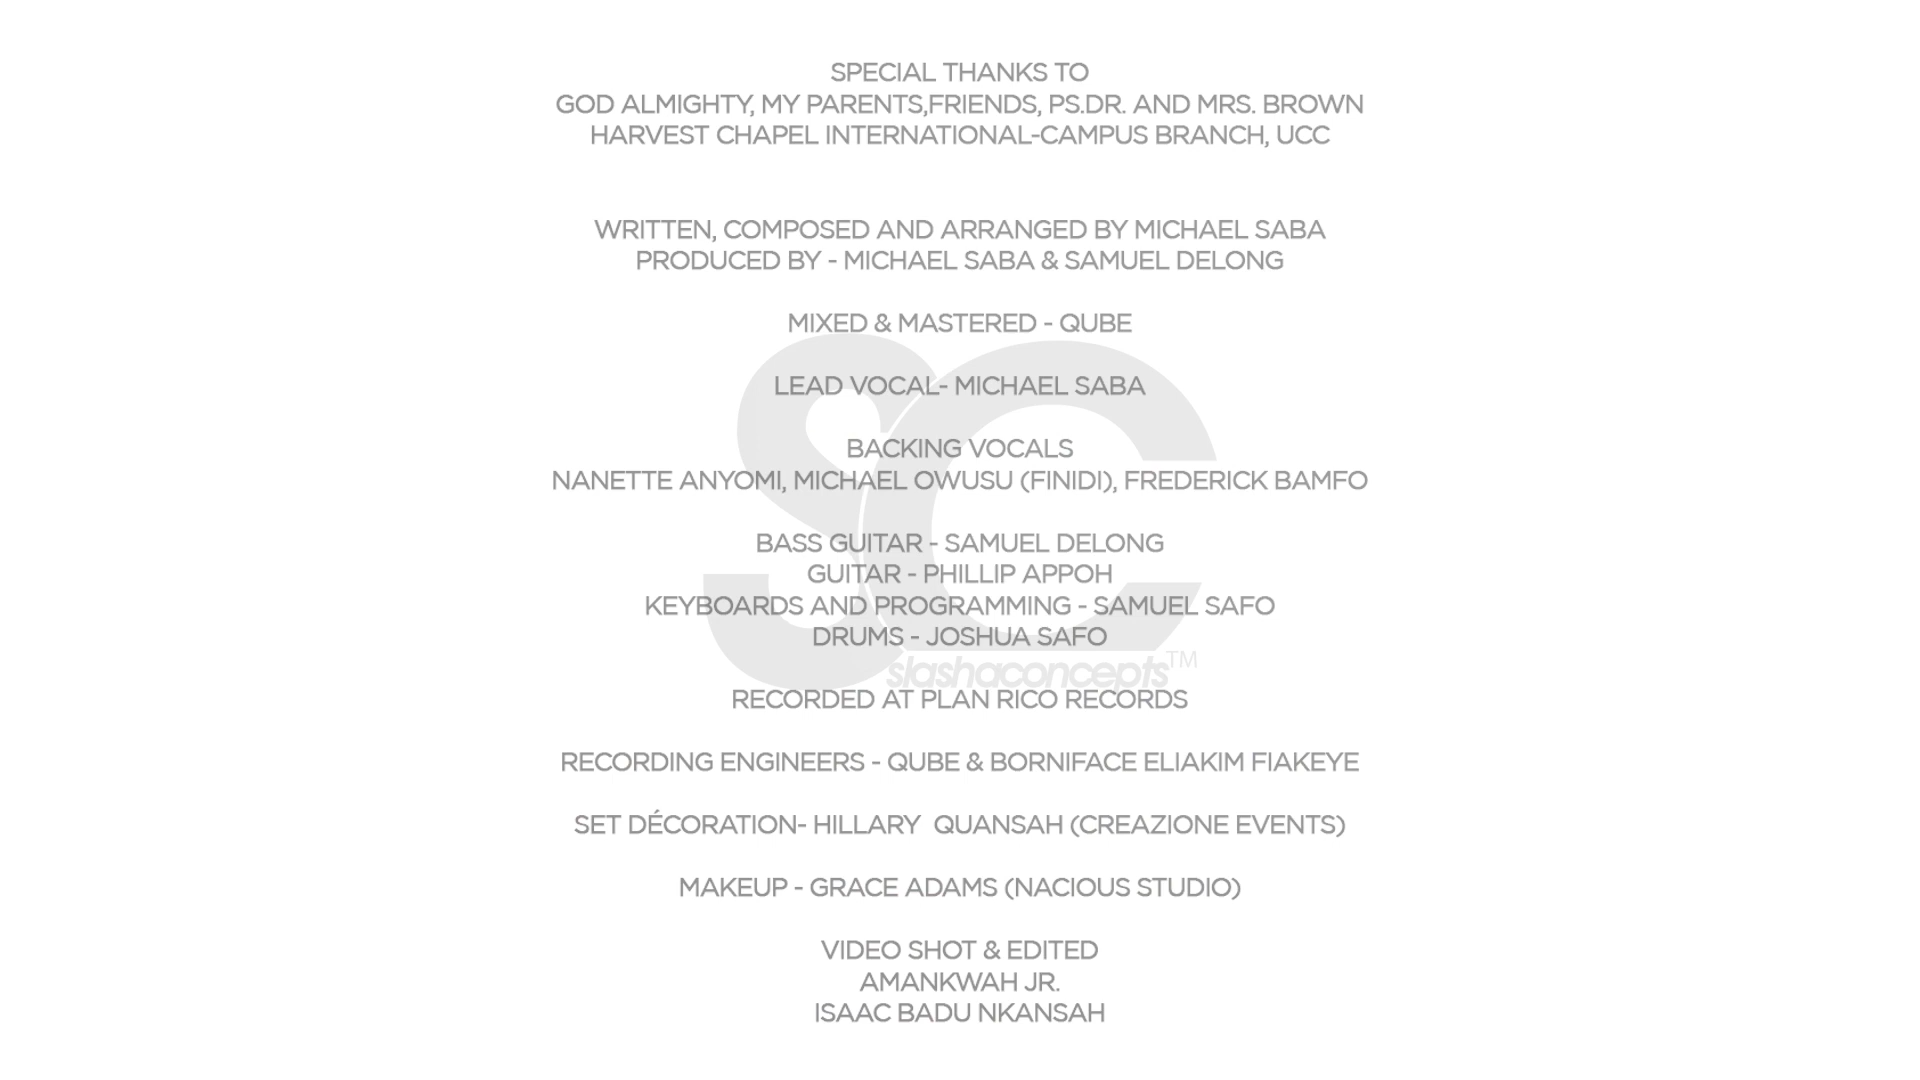 SPECIAL THANKS TO
GOD ALMIGHTY, MY PARENTS,FRIENDS, PS.DR. AND MRS. BROWN
HARVEST CHAPEL INTERNATIONAL-CAMPUS BRANCH, UCC
WRITTEN, COMPOSED AND ARRANGED BY MICHAEL SABA
PRODUCED BY - MICHAEL SABA & SAMUEL DELONG
MIXED & MASTERED - QUBE
LEAD VOCAL- MICHAEL SABA
BACKING VOCALS
NANETTE ANYOMI, MICHAEL OWUSU (FINIDI), FREDERICK BAMFO
BASS GUITAR - SAMUEL DELONG
GUITAR - PHILLIP APPOH
KEYBOARDS AND PROGRAMMING - SAMUEL SAFO
DRUMS - JOSHUA SAFO
SC
slashaconcepts™
RECORDED AT PLAN RICO RECORDS
RECORDING ENGINEERS - QUBE & BORNIFACE ELIAKIM FIAKEYE
SET DÉCORATION- HILLARY  QUANSAH (CREAZIONE EVENTS)
MAKEUP - GRACE ADAMS (NACIOUS STUDIO)
VIDEO SHOT & EDITED
AMANKWAH JR.
ISAAC BADU NKANSAH